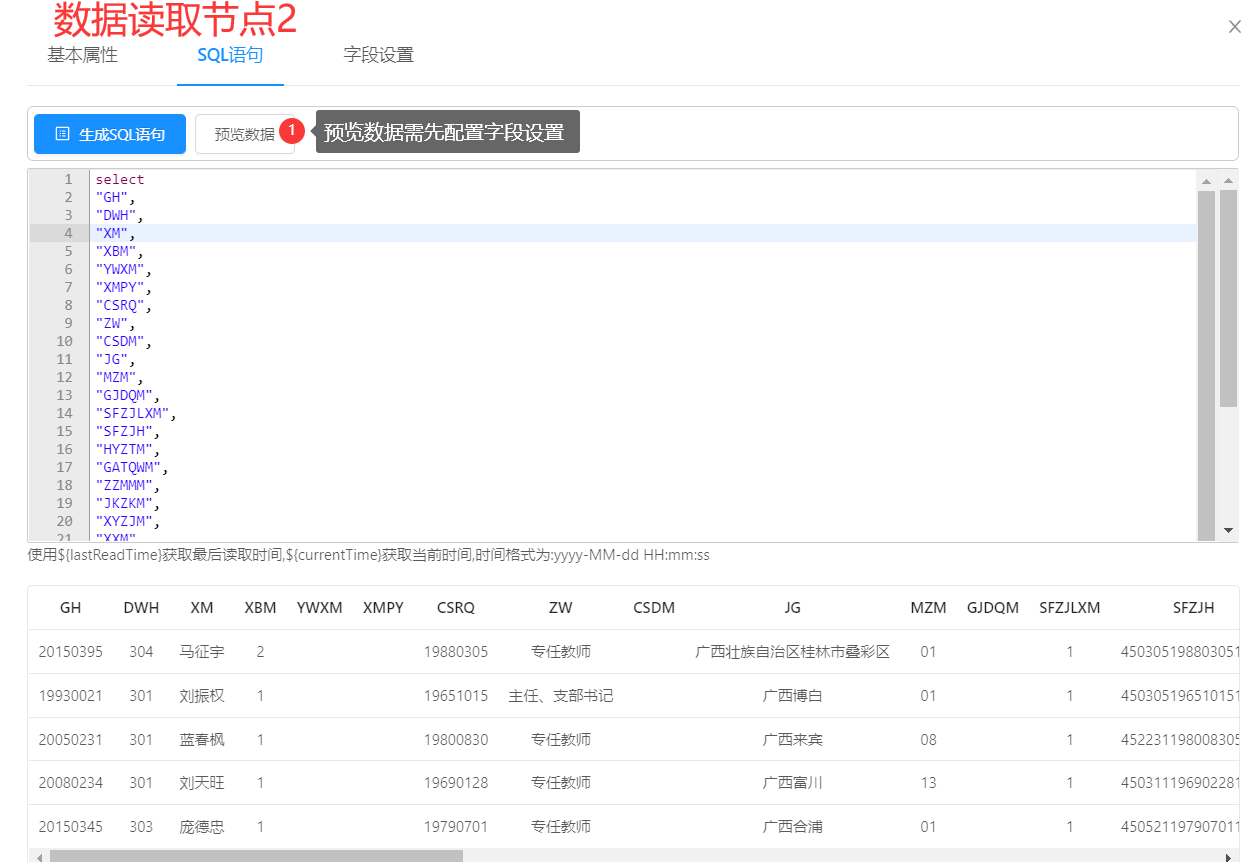 数据读取节点2
基本属性 SQL语句 字段设置
生成SQL语句 预览数据 1 预览数据需先配置字段设置
1 select
2 "GH",
3 "DWH",
4 "XM",
5 "XBM",
6 "YWXM",
7 "XMPY",
8 "CSRQ",
9 "ZW",
10 "CSDM",
11 "JG",
12 "MZM",
13 "GJDQM",
14 "SFZJLXM",
15 "SFZJH",
16 "HYZTM",
17 "GATQWM",
18 "ZZMMM",
19 "JKZKM",
20 "XYZJM",
21 "XXM"
使用${lastReadTime}获取最后读取时间,${currentTime}获取当前时间,时间格式为:yyyy-MM-dd HH:mm:ss
GH DWH XM XBM YWXM XMPY CSRQ ZW CSDM JG MZM GJDQM SFZJLXM SFZJH
20150395 304 马征宇 2 19880305 专任教师 广西壮族自治区桂林市叠彩区 01 1 450305198803051
19930021 301 刘振权 1 19651015 主任、支部书记 广西博白 01 1 450305196510151
20050231 301 蓝春枫 1 19800830 专任教师 广西来宾 08 1 452231198008305
20080234 301 刘天旺 1 19690128 专任教师 广西富川 13 1 450311196902281
20150345 303 庞德忠 1 19790701 专任教师 广西合浦 01 1 450521197907011